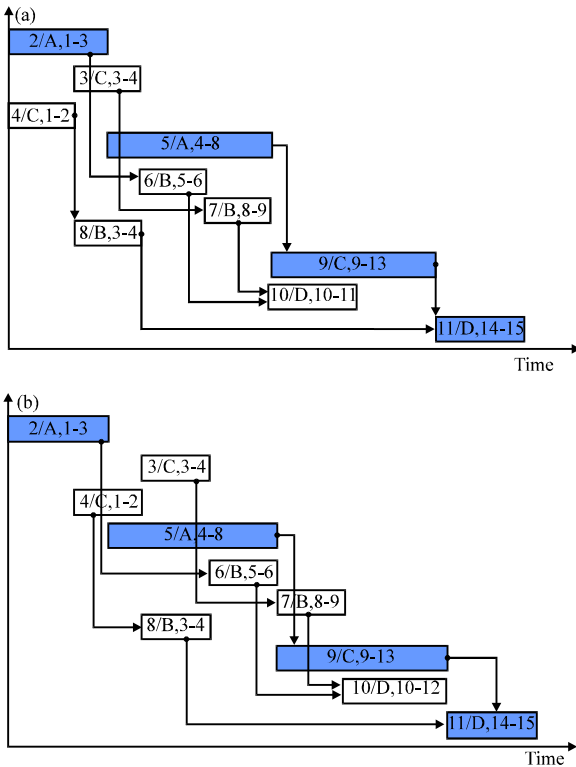 (a)
2/A,1-3
3/C,3-4
4/C,1-2
5/A,4-8
6/B,5-6
7/B,8-9
8/B,3-4
9/C,9-13
10/D,10-11
11/D,14-15
Time
(b)
2/A,1-3
3/C,3-4
4/C,1-2
5/A,4-8
6/B,5-6
7/B,8-9
8/B,3-4
9/C,9-13
10/D,10-12
11/D,14-15
Time